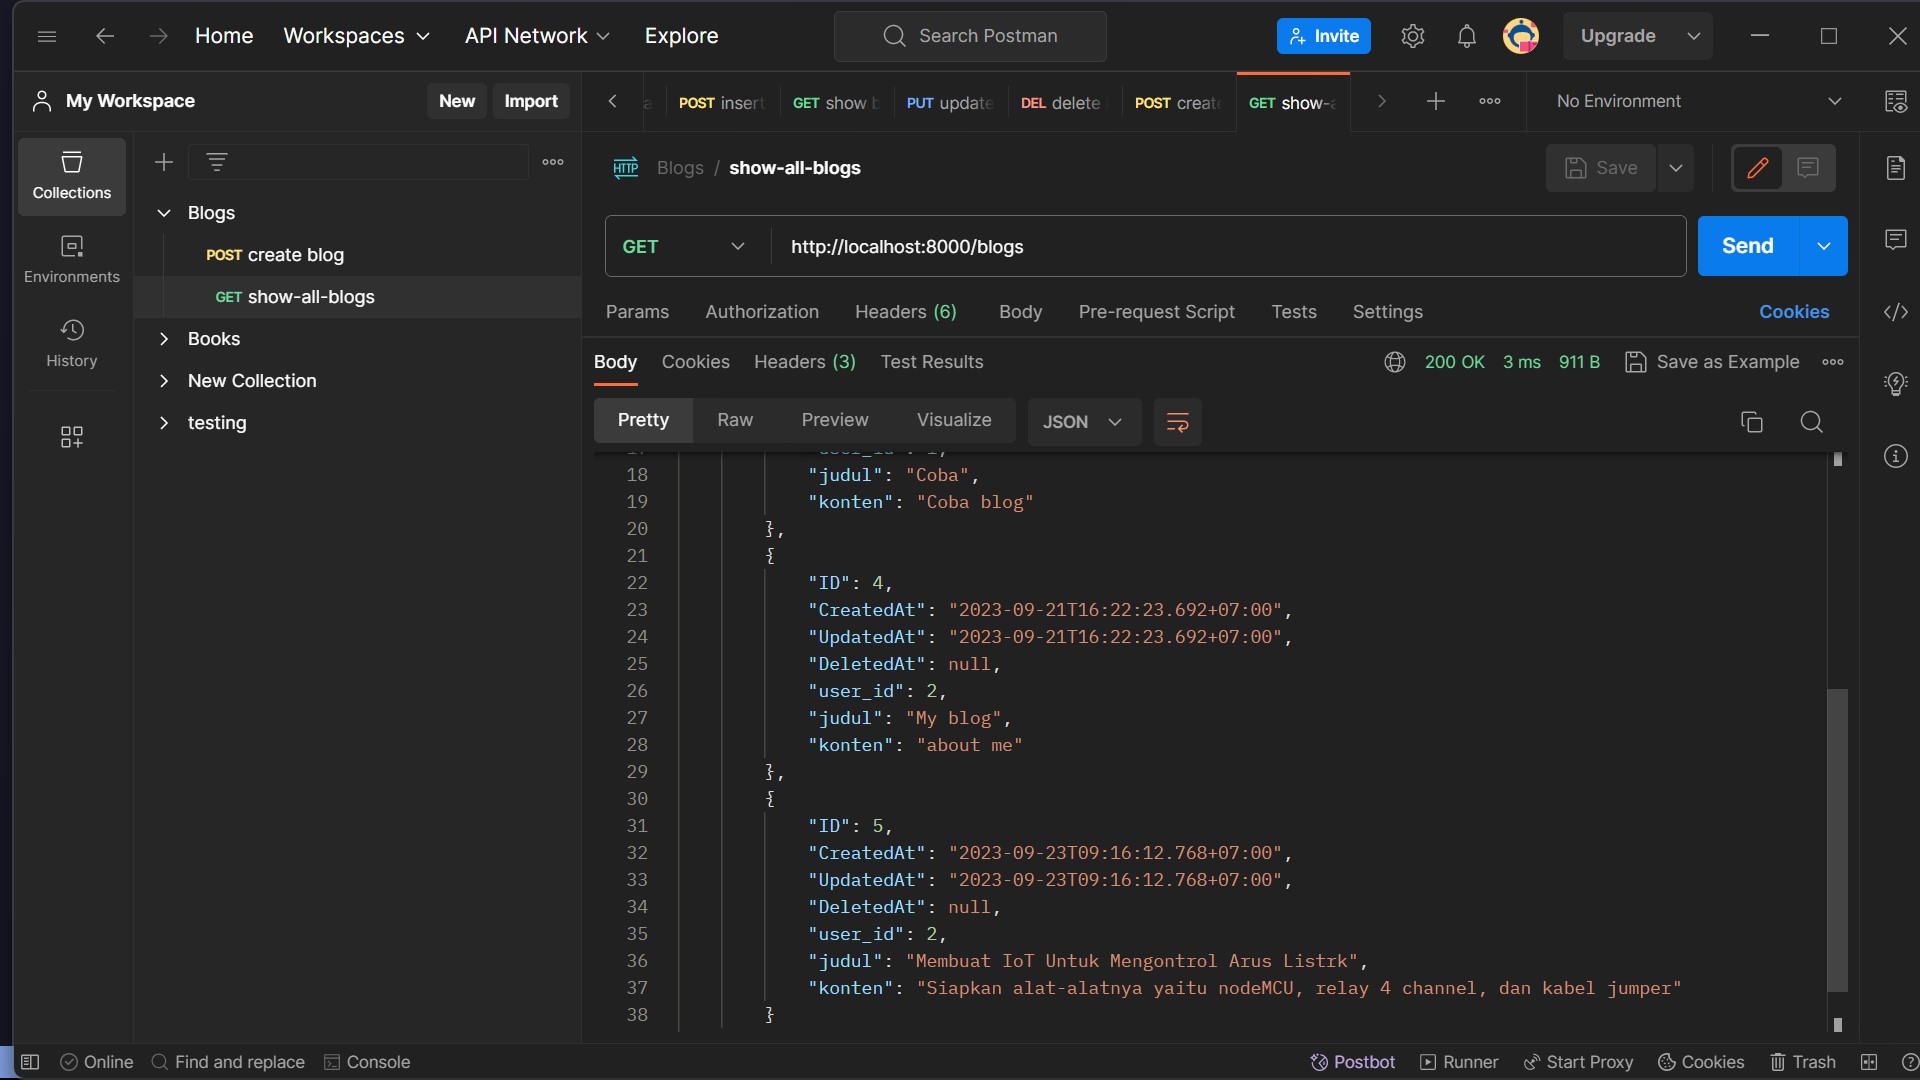 Home Workspaces API Network Explore Search Postman Invite Upgrade
My Workspace New Import POST insert GET show PUT update DEL delete POST create GET show- No Environment
Collections
Environments
History
Blogs
POST create blog
GET show-all-blogs
Books
New Collection
testing
HTTP Blogs / show-all-blogs Save
GET http://localhost:8000/blogs Send
Params Authorization Headers (6) Body Pre-request Script Tests Settings Cookies
Body Cookies Headers (3) Test Results 200 OK 3 ms 911 B Save as Example
Pretty Raw Preview Visualize JSON
18 "judul": "Coba",
19 "konten": "Coba blog"
20 },
21 {
22 "ID": 4,
23 "CreatedAt": "2023-09-21T16:22:23.692+07:00",
24 "UpdatedAt": "2023-09-21T16:22:23.692+07:00",
25 "DeletedAt": null,
26 "user_id": 2,
27 "judul": "My blog",
28 "konten": "about me"
29 },
30 {
31 "ID": 5,
32 "CreatedAt": "2023-09-23T09:16:12.768+07:00",
33 "UpdatedAt": "2023-09-23T09:16:12.768+07:00",
34 "DeletedAt": null,
35 "user_id": 2,
36 "judul": "Membuat IoT Untuk Mengontrol Arus Listrk",
37 "konten": "Siapkan alat-alatnya yaitu nodeMCU, relay 4 channel, dan kabel jumper"
38 }
Online Find and replace Console Postbot Runner Start Proxy Cookies Trash